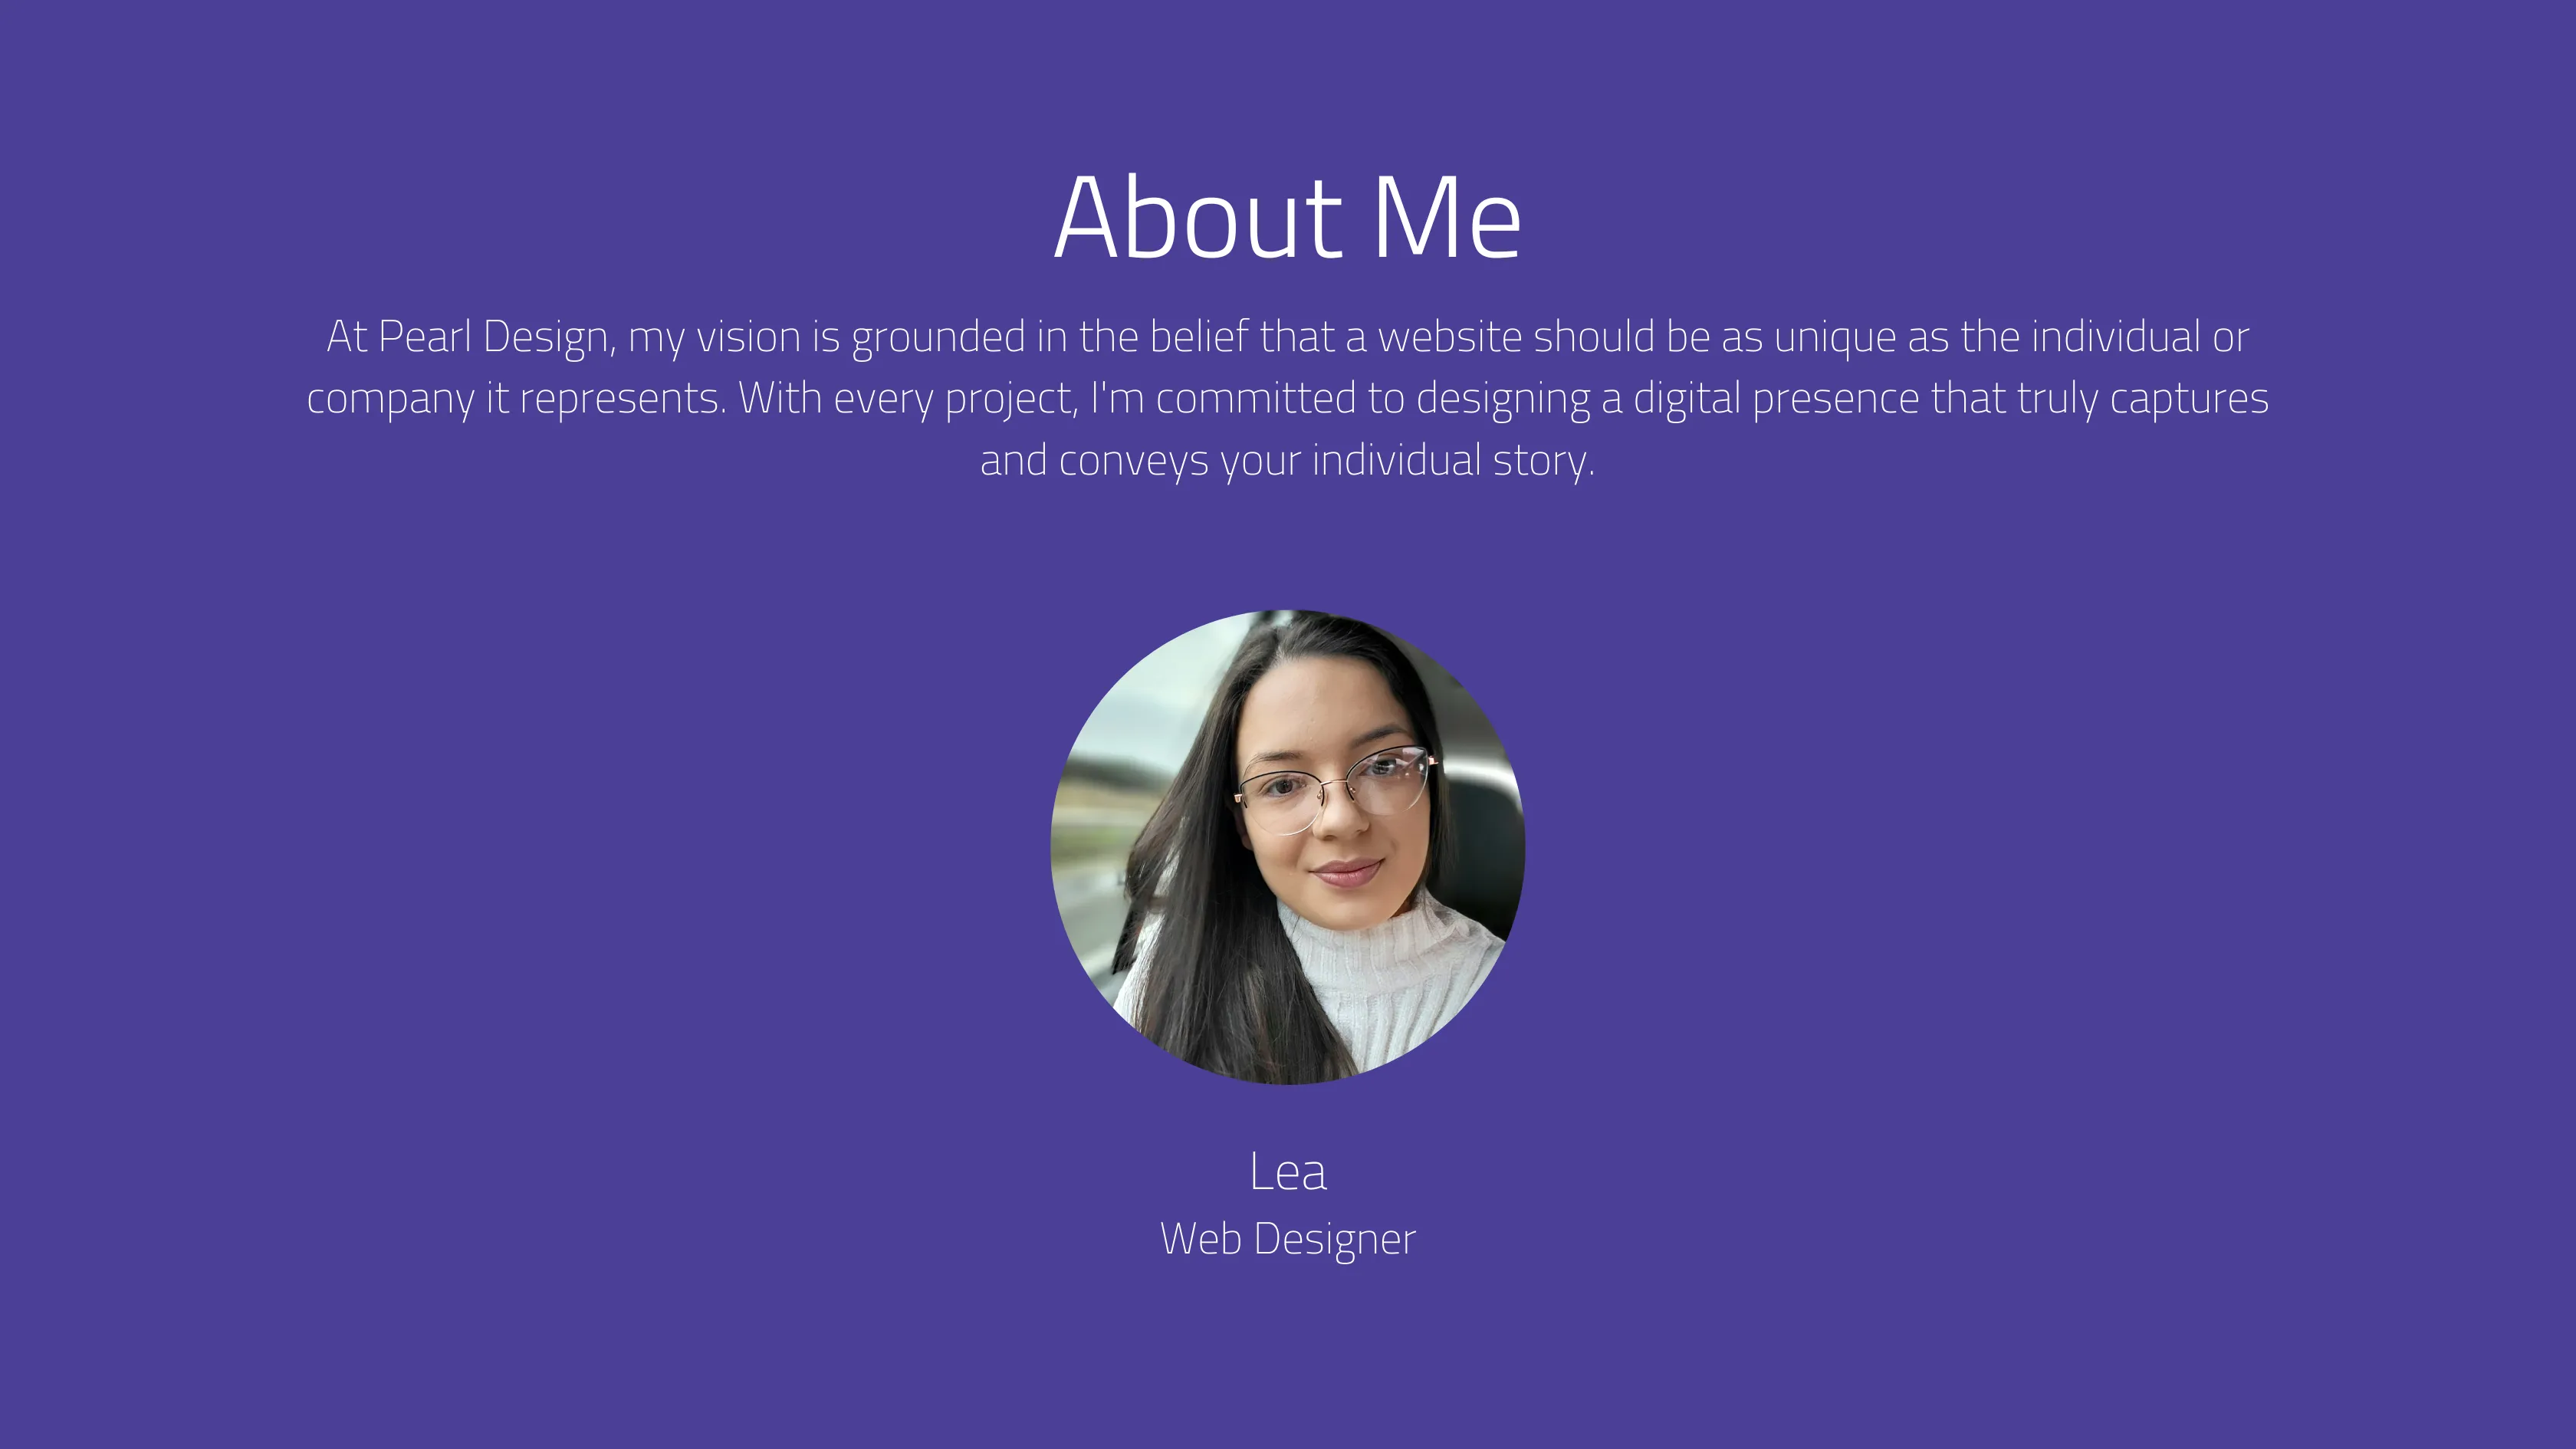 About Me
At Pearl Design, my vision is grounded in the belief that a website should be as unique as the individual or
company it represents. With every project, I'm committed to designing a digital presence that truly captures
and conveys your individual story.
Lea
Web Designer